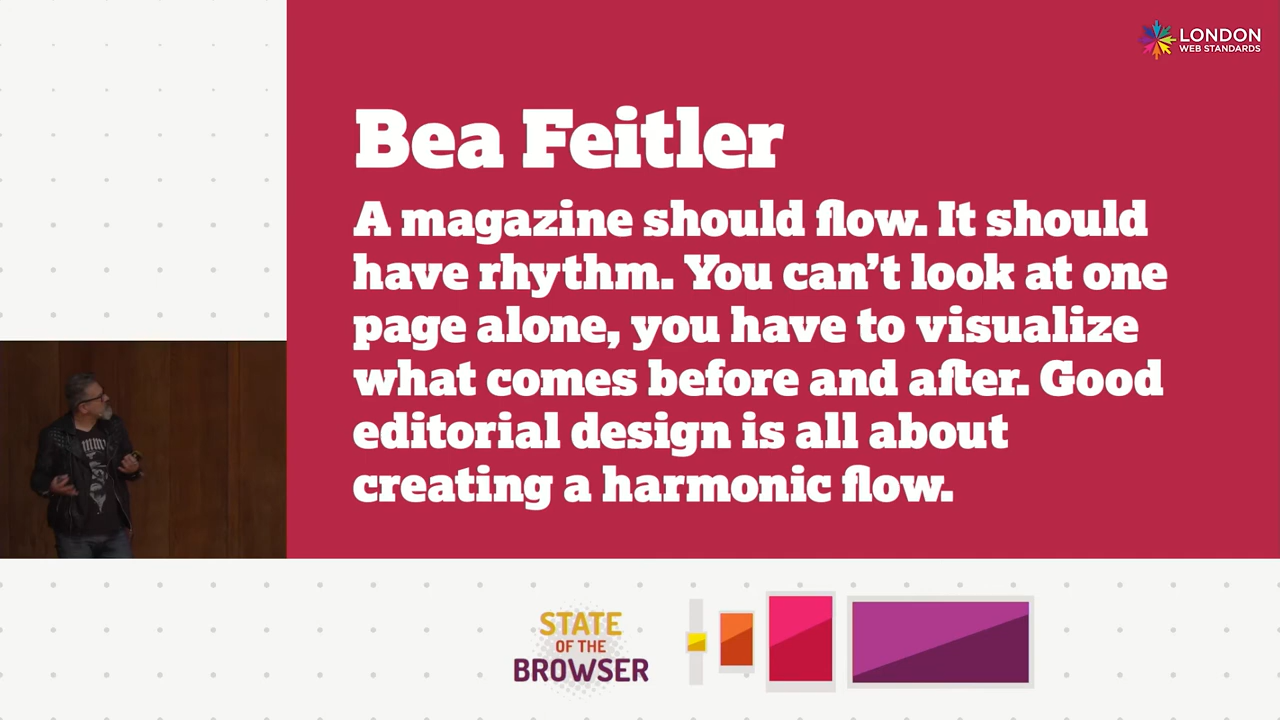 LONDON
WEB STANDARDS
Bea Feitler
A magazine should flow. It should
have rhythm. You can't look at one
page alone, you have to visualize
what comes before and after. Good
editorial design is all about
creating a harmonic flow.
STATE
OF THE
BROWSER